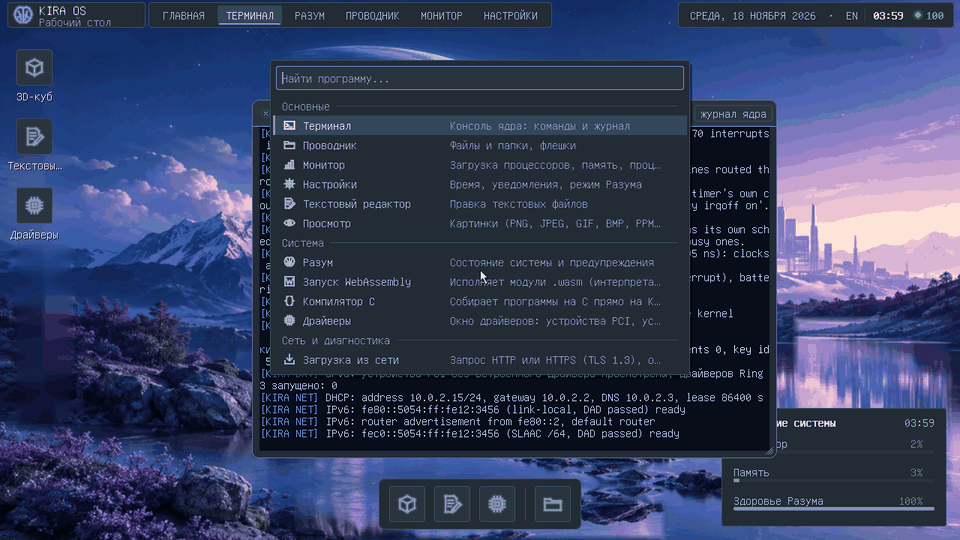 KIRA OS
Рабочий стол
ГЛАВНАЯ ТЕРМИНАЛ РАЗУМ ПРОВОДНИК МОНИТОР НАСТРОЙКИ
СРЕДА, 18 НОЯБРЯ 2026 · EN 03:59 100
3D-куб
Текстовы...
Драйверы
Найти программу...
Основные
Терминал Консоль ядра: команды и журнал
Проводник Файлы и папки, флешки
Монитор Загрузка процессоров, память, проц…
Настройки Время, уведомления, режим Разума
Текстовый редактор Правка текстовых файлов
Просмотр Картинки (PNG, JPEG, GIF, BMP, PPM…
Система
Разум Состояние системы и предупреждения
Запуск WebAssembly Исполняет модули .wasm (интерпрета…
Компилятор C Собирает программы на C прямо на K…
Драйверы Окно драйверов: устройства PCI, ус…
Сеть и диагностика
Загрузка из сети Запрос HTTP или HTTPS (TLS 1.3), о…
журнал ядра
70 interrupts
nes routed th
timer's own c
y irqoff on'.
as its own sch
usy ones.
05 ns): clocks
rrupt), batte
kernel
ents 0, key id
драйверов Ring
3 запущено: 0
[KIRA NET] DHCP: address 10.0.2.15/24, gateway 10.0.2.2, DNS 10.0.2.3, lease 86400 s
[KIRA NET] IPv6: fe80::5054:ff:fe12:3456 (link-local, DAD passed) ready
[KIRA NET] IPv6: router advertisement from fe80::2, default router
[KIRA NET] IPv6: fec0::5054:ff:fe12:3456 (SLAAC /64, DAD passed) ready
ие системы 03:59
ор 2%
Память 3%
Здоровье Разума 100%